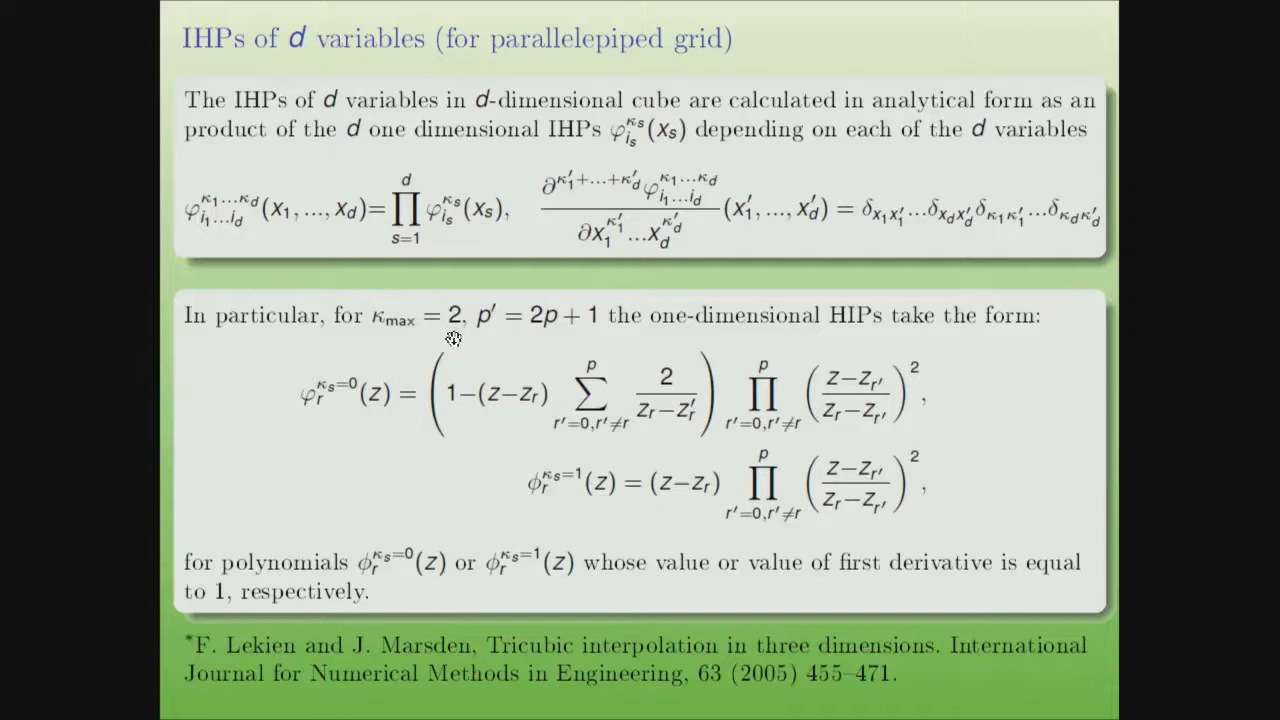 IHPs of d variables (for parallelepiped grid)
The IHPs of d variables in d-dimensional cube are calculated in analytical form as an
product of the d one dimensional IHPs φ_{i_s}^{κ_s}(x_s) depending on each of the d variables
φ_{i_1...i_d}^{κ_1...κ_d}(x_1, ..., x_d) = ∏_{s=1}^{d} φ_{i_s}^{κ_s}(x_s), ∂^{κ'_1+...+κ'_d} φ_{i_1...i_d}^{κ_1...κ_d} / ∂x_1^{κ'_1}...x_d^{κ'_d} (x'_1, ..., x'_d) = δ_{x_1x'_1}...δ_{x_dx'_d}δ_{κ_1κ'_1}...δ_{κ_dκ'_d}
In particular, for κ_max = 2, p′ = 2p + 1 the one-dimensional HIPs take the form:
φ_r^{κ_s=0}(z) = (1−(z−z_r) ∑_{r'=0,r'≠r}^{p} 2/(z_r−z'_r)) ∏_{r'=0,r'≠r}^{p} ((z−z_{r'})/(z_r−z_{r'}))^2,
ϕ_r^{κ_s=1}(z) = (z−z_r) ∏_{r'=0,r'≠r}^{p} ((z−z_{r'})/(z_r−z_{r'}))^2,
for polynomials ϕ_r^{κ_s=0}(z) or ϕ_r^{κ_s=1}(z) whose value or value of first derivative is equal
to 1, respectively.
*F. Lekien and J. Marsden, Tricubic interpolation in three dimensions. International
Journal for Numerical Methods in Engineering, 63 (2005) 455–471.